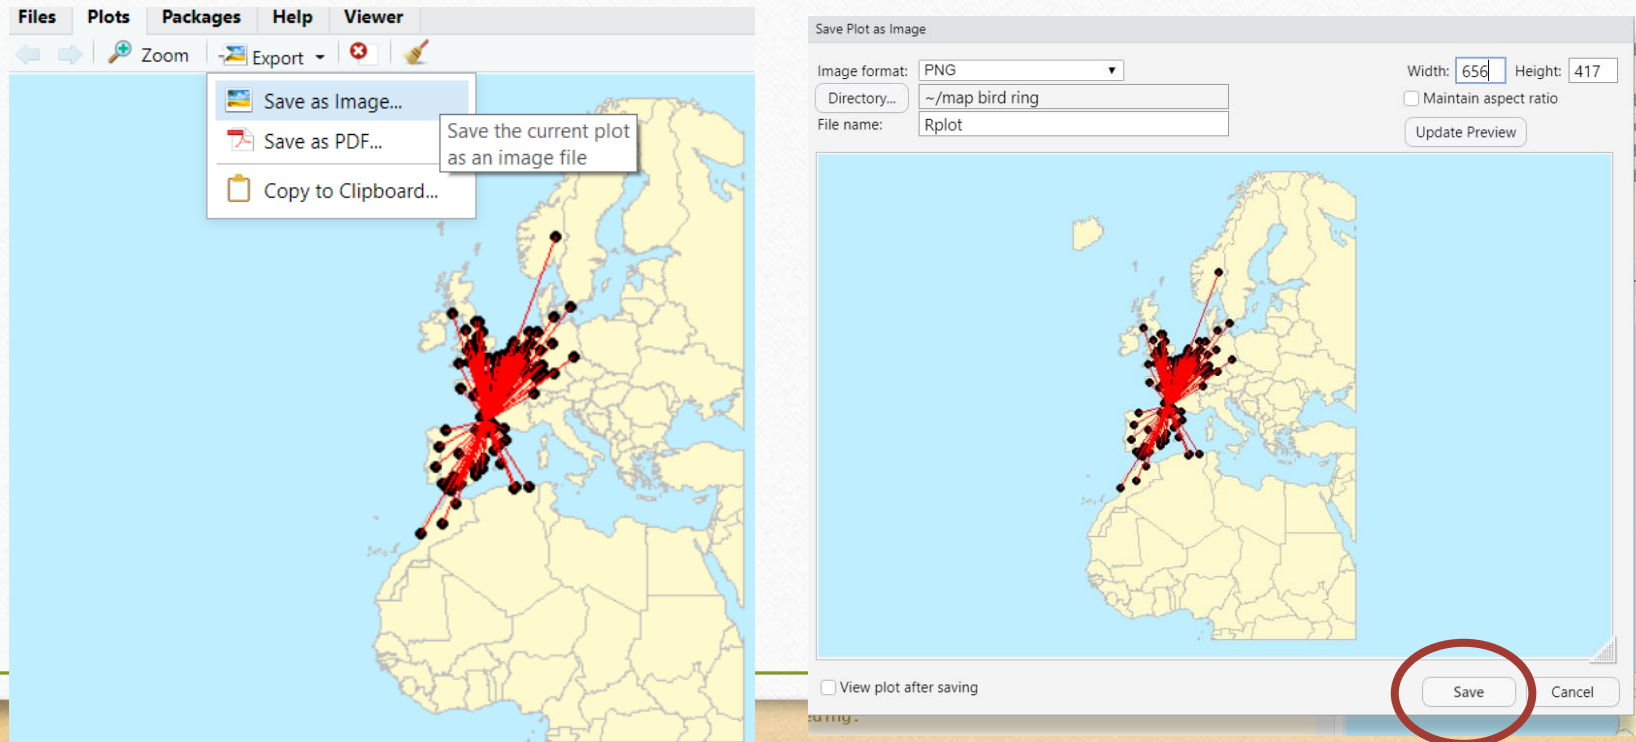 Files Plots Packages Help Viewer
Zoom Export
Save as Image...
Save as PDF...
Copy to Clipboard...
Save the current plot
as an image file
Save Plot as Image
Image format: PNG
Directory... ~/map bird ring
File name: Rplot
Width: 656 Height: 417
Maintain aspect ratio
Update Preview
View plot after saving
Save Cancel